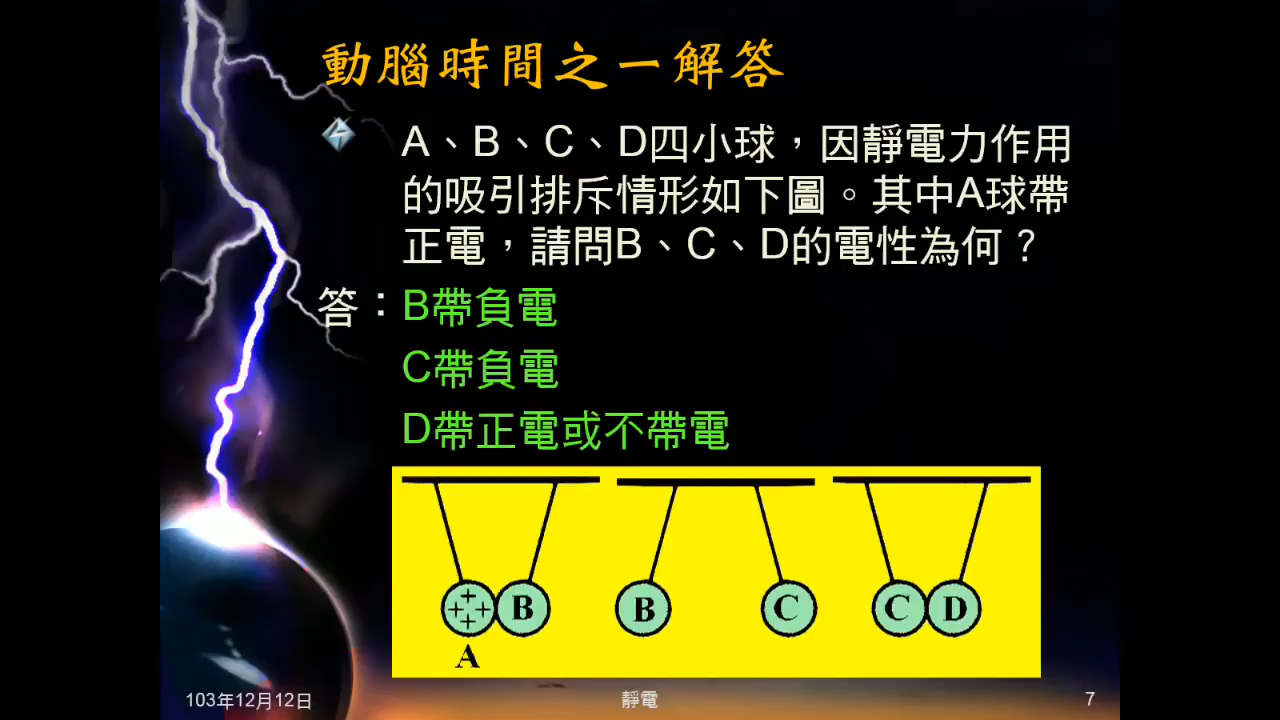 動腦時間之一解答
A、B、C、D四小球，因靜電力作用
的吸引排斥情形如下圖。其中A球帶
正電，請問B、C、D的電性為何？
答：B帶負電
C帶負電
D帶正電或不帶電
++++ B B C C D
A
103年12月12日 靜電 7